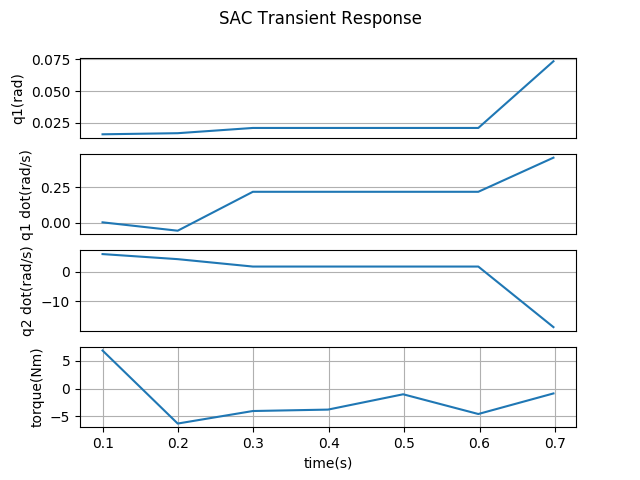 SAC Transient Response
0.075
0.050
0.025
q1(rad)
0.25
0.00
q1 dot(rad/s)
0
−10
q2 dot(rad/s)
5
0
−5
torque(Nm)
0.1 0.2 0.3 0.4 0.5 0.6 0.7
time(s)